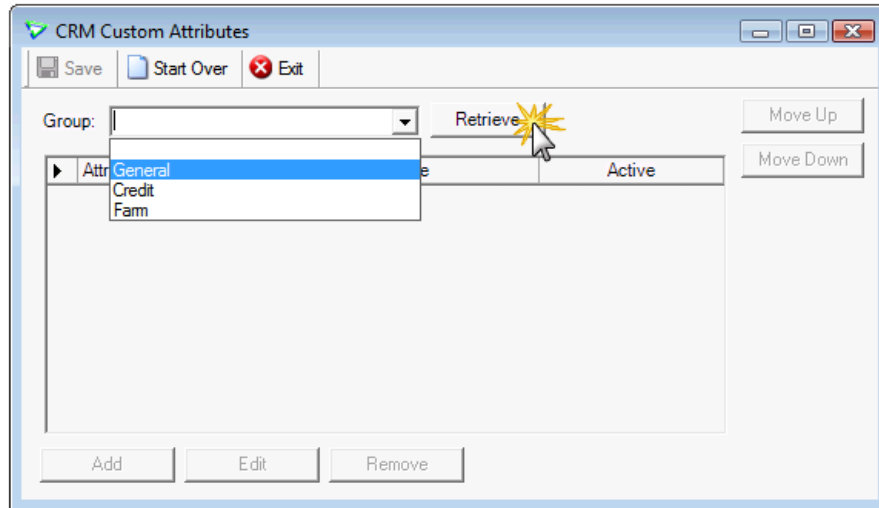 CRM Custom Attributes
Save Start Over Exit
Group: Retrieve Move Up
Move Down
Attr e Active
General
Credit
Farm
Add Edit Remove